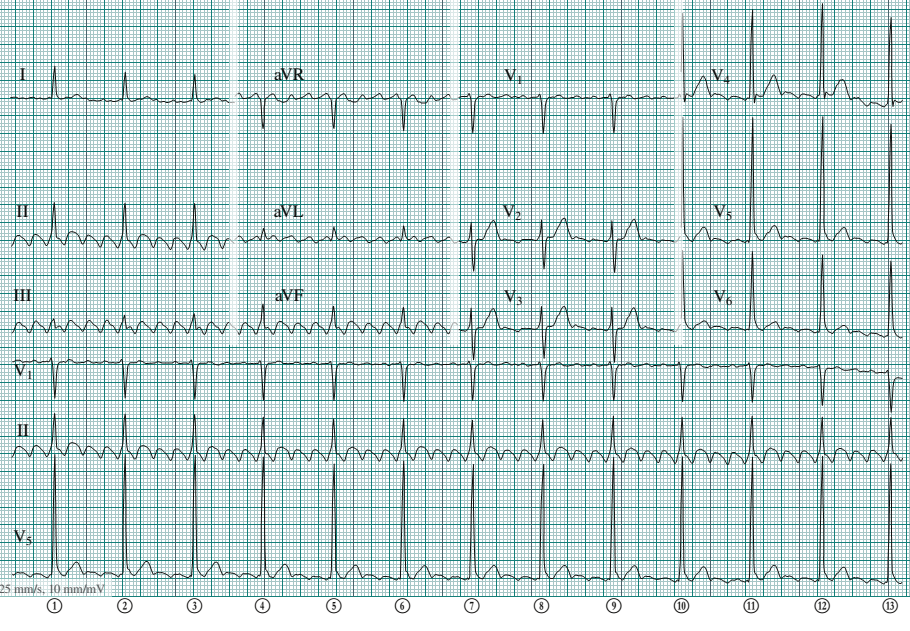 I aVR V₁ V₄
II aVL V₂ V₅
III aVF V₃ V₆
V₁
II
V₅
25 mm/s, 10 mm/mV
① ② ③ ④ ⑤ ⑥ ⑦ ⑧ ⑨ ⑩ ⑪ ⑫ ⑬